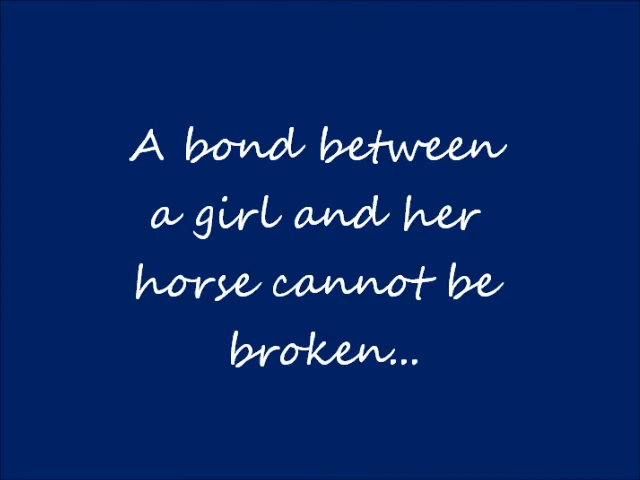 A bond between
a girl and her
horse cannot be
broken...